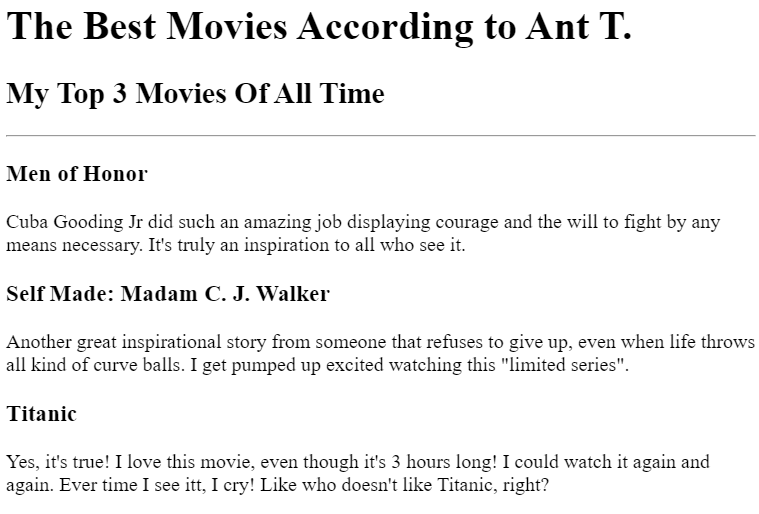 The Best Movies According to Ant T.
My Top 3 Movies Of All Time
Men of Honor
Cuba Gooding Jr did such an amazing job displaying courage and the will to fight by any
means necessary. It's truly an inspiration to all who see it.
Self Made: Madam C. J. Walker
Another great inspirational story from someone that refuses to give up, even when life throws
all kind of curve balls. I get pumped up excited watching this "limited series".
Titanic
Yes, it's true! I love this movie, even though it's 3 hours long! I could watch it again and
again. Ever time I see itt, I cry! Like who doesn't like Titanic, right?